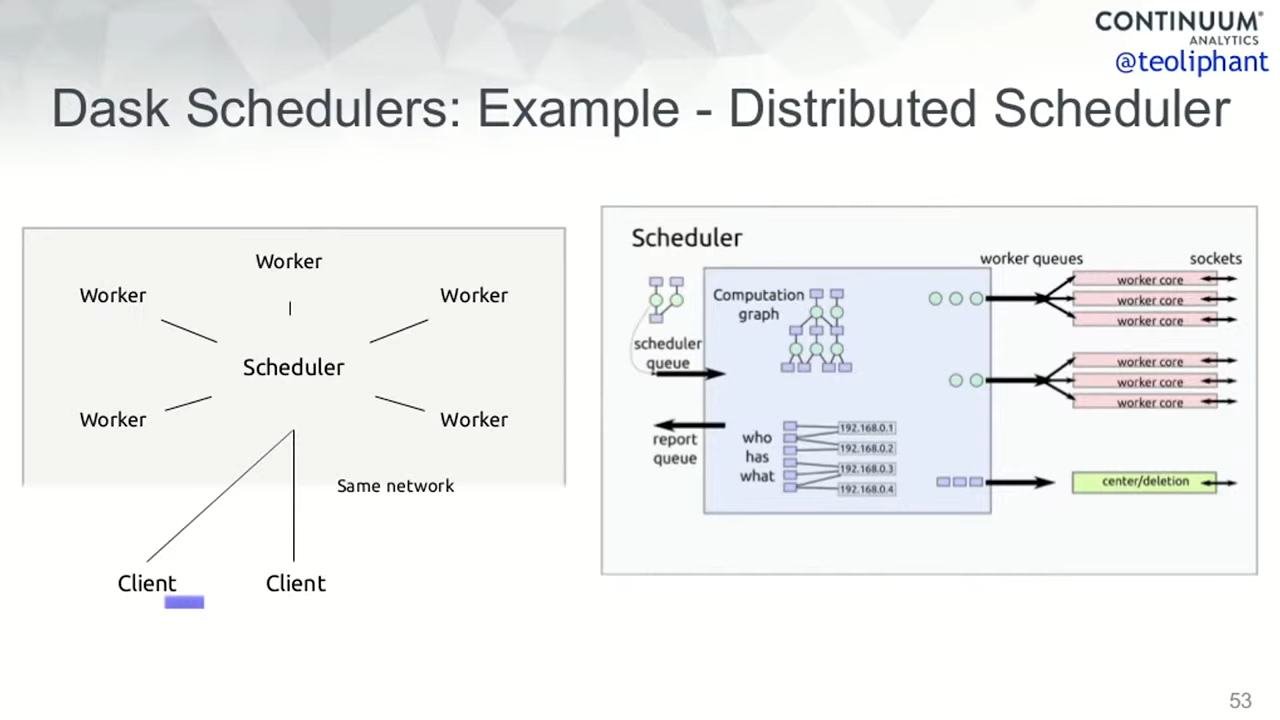 CONTINUUM®
ANALYTICS
@teoliphant
Dask Schedulers: Example - Distributed Scheduler
Worker
Worker
Worker
Scheduler
Worker
Worker
Same network
Client
Client
Scheduler
worker queues
sockets
Computation
graph
scheduler
queue
report
queue
who
has
what
192.168.0.1
192.168.0.2
192.168.0.3
192.168.0.4
worker core
worker core
worker core
worker core
worker core
worker core
center/deletion
53